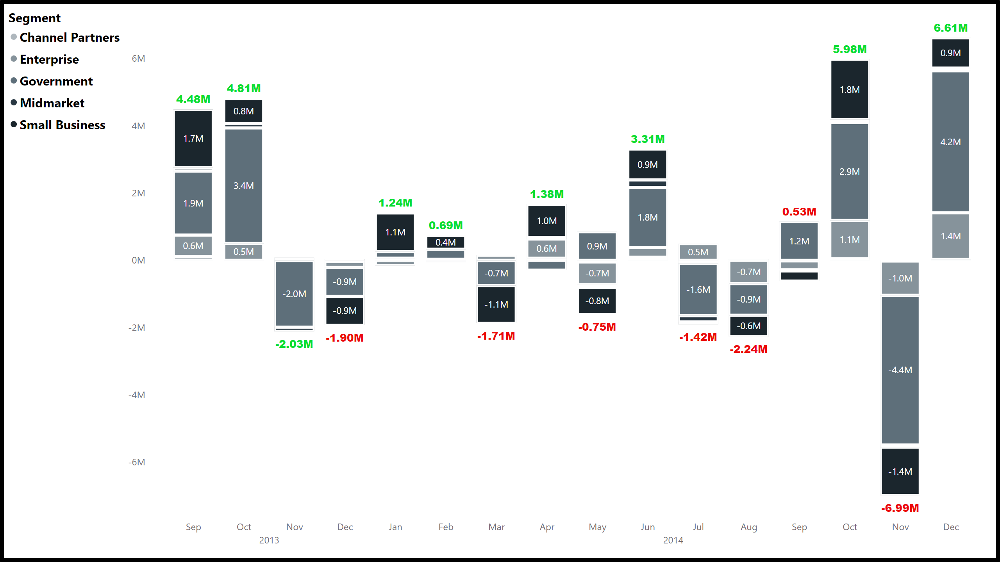 Segment
Channel Partners
Enterprise
Government
Midmarket
Small Business
6M
4M
2M
0M
-2M
-4M
-6M
4.48M
1.7M
1.9M
0.6M
4.81M
0.8M
3.4M
0.5M
-2.0M
-2.03M
-0.9M
-0.9M
-1.90M
1.24M
1.1M
0.69M
0.4M
-0.7M
-1.1M
-1.71M
1.38M
1.0M
0.6M
0.9M
-0.7M
-0.8M
-0.75M
3.31M
0.9M
1.8M
0.5M
-1.6M
-1.42M
-0.7M
-0.9M
-0.6M
-2.24M
0.53M
1.2M
5.98M
1.8M
2.9M
1.1M
-1.0M
-4.4M
-1.4M
-6.99M
6.61M
0.9M
4.2M
1.4M
Sep Oct Nov Dec Jan Feb Mar Apr May Jun Jul Aug Sep Oct Nov Dec
2013 2014